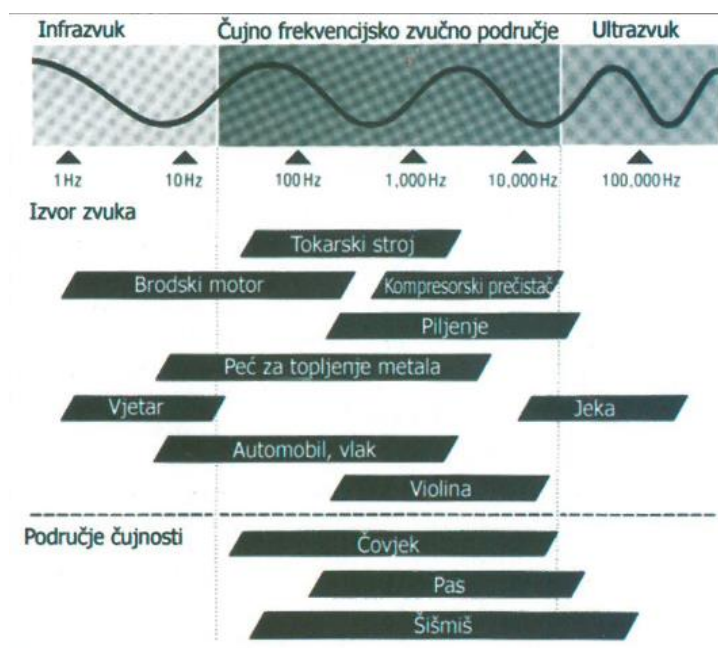 Infrazvuk Čujno frekvencijsko zvučno područje Ultrazvuk
1 Hz 10 Hz 100 Hz 1,000 Hz 10,000 Hz 100,000 Hz
Izvor zvuka
Tokarski stroj
Brodski motor Kompresorski prečistač
Piljenje
Peć za topljenje metala
Vjetar Jeka
Automobil, vlak
Violina
Područje čujnosti
Čovjek
Pas
Šišmiš